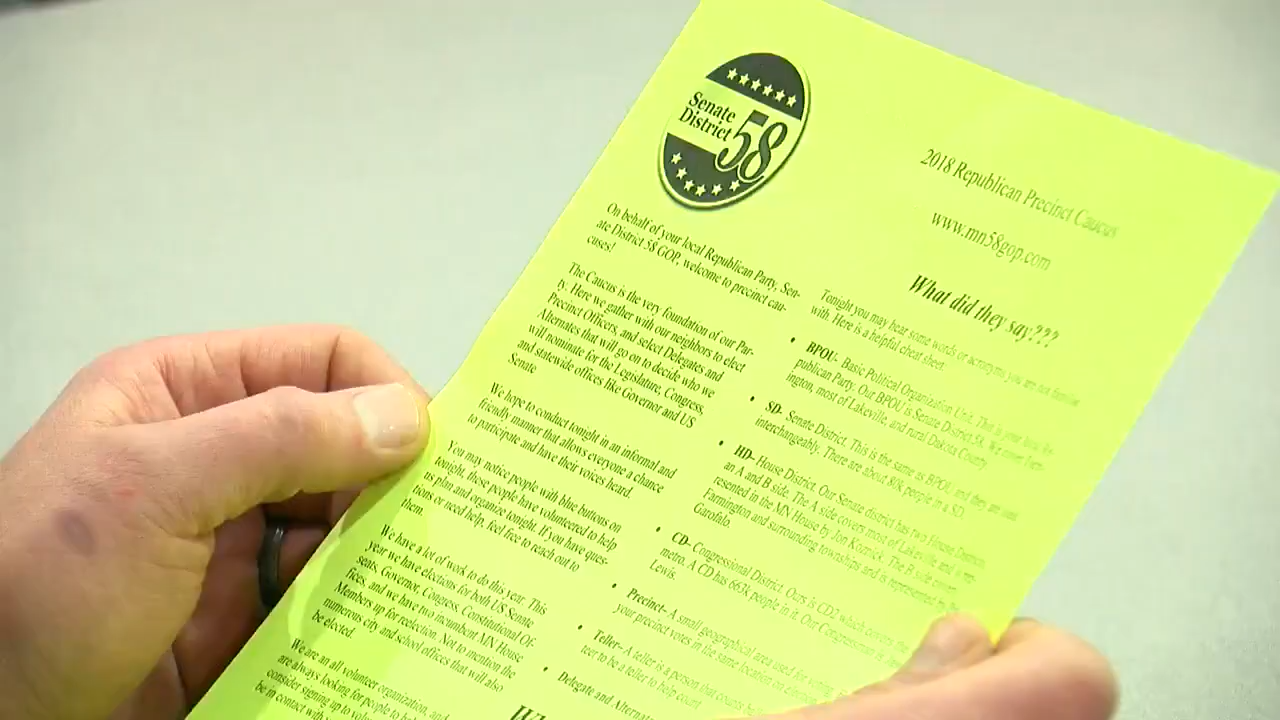 Senate
District
58
On behalf of your local Republican Party, Sen-
ate District 58 GOP, welcome to precinct cau-
cuses!
The Caucus is the very foundation of our Par-
ty. Here we gather with our neighbors to elect
Precinct Officers, and select Delegates and
Alternates that will go on to decide who we
will nominate for the Legislature, Congress,
and statewide offices like Governor and US
Senate
We hope to conduct tonight in an informal and
friendly manner that allows everyone a chance
to participate and have their voices heard.
You may notice people with blue buttons on
tonight, those people have volunteered to help
us plan and organize tonight. If you have ques-
tions or need help, feel free to reach out to
them.
We have a lot of work to do this year. This
year we have elections for both US Senate
seats, Governor, Congress, Constitutional Of-
fices, and we have two incumbent MN House
Members up for reelection. Not to mention the
numerous city and school offices that will also
be elected.
We are an all volunteer organization, and
are always looking for people to
consider signing up to
be in contact with
2018 Republican Precinct Caucus
www.mn58gop.com
What did they say???
Tonight you may hear some words or acronyms you are not familiar
with. Here is a helpful cheat sheet.
• BPOU- Basic Political Organization Unit. This is your local Re-
publican Party. Our BPOU is Senate District 58. We cover Farm-
ington, most of Lakeville, and rural Dakota County.
• SD- Senate District. This is the same as BPOU, and they are used
interchangeably. There are about 80k people in a SD.
• HD- House District. Our Senate district has two House Districts,
an A and B side. The A side covers most of Lakeville and is rep-
resented in the MN House by Jon Koznick. The B side covers
Farmington and surrounding townships and is represented by
Garofalo.
• CD- Congressional District. Ours is CD2 which covers the
metro. A CD has 663k people in it. Our Congressman is
Lewis.
• Precinct- A small geographical area used for voting.
your precinct votes in the same location on
• Teller- A teller is a person that counts
teer to be a teller to help count
• Delegate and Alternate